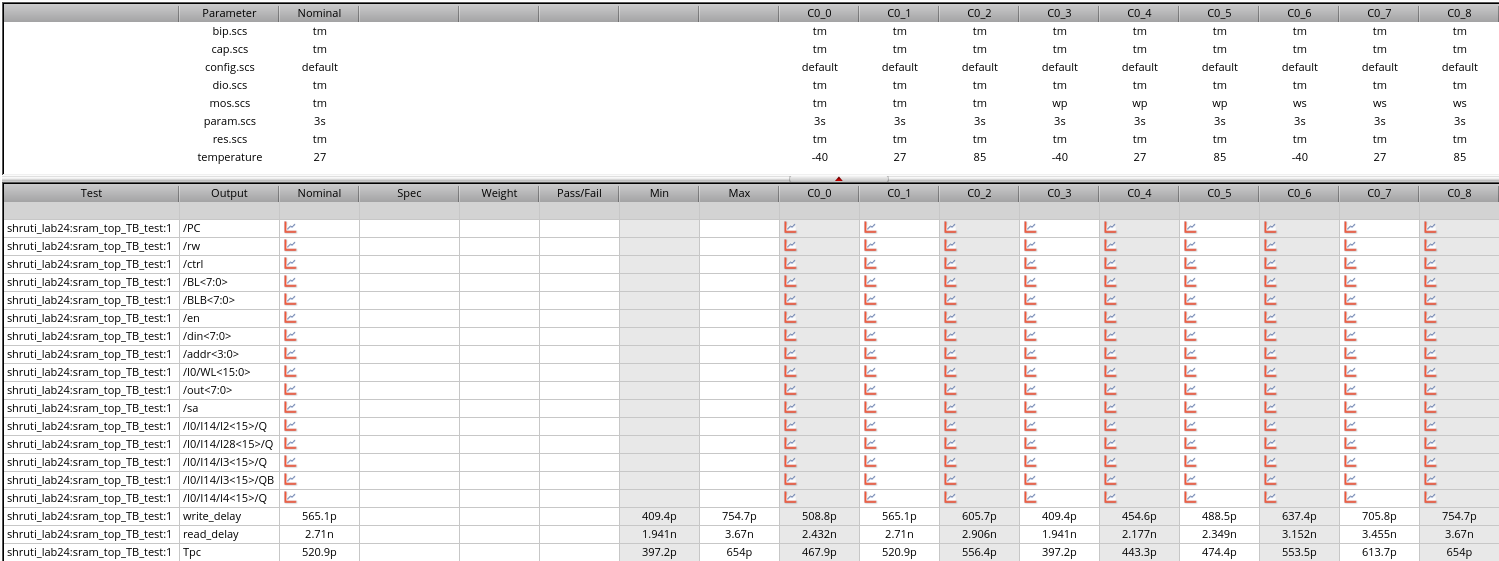 Parameter Nominal C0_0 C0_1 C0_2 C0_3 C0_4 C0_5 C0_6 C0_7 C0_8
bip.scs tm tm tm tm tm tm tm tm tm tm
cap.scs tm tm tm tm tm tm tm tm tm tm
config.scs default default default default default default default default default default
dio.scs tm tm tm tm tm tm tm tm tm tm
mos.scs tm tm tm tm wp wp wp ws ws ws
param.scs 3s 3s 3s 3s 3s 3s 3s 3s 3s 3s
res.scs tm tm tm tm tm tm tm tm tm tm
temperature 27 -40 27 85 -40 27 85 -40 27 85
Test Output Nominal Spec Weight Pass/Fail Min Max C0_0 C0_1 C0_2 C0_3 C0_4 C0_5 C0_6 C0_7 C0_8
shruti_lab24:sram_top_TB_test:1 /PC
shruti_lab24:sram_top_TB_test:1 /rw
shruti_lab24:sram_top_TB_test:1 /ctrl
shruti_lab24:sram_top_TB_test:1 /BL<7:0>
shruti_lab24:sram_top_TB_test:1 /BLB<7:0>
shruti_lab24:sram_top_TB_test:1 /en
shruti_lab24:sram_top_TB_test:1 /din<7:0>
shruti_lab24:sram_top_TB_test:1 /addr<3:0>
shruti_lab24:sram_top_TB_test:1 /I0/WL<15:0>
shruti_lab24:sram_top_TB_test:1 /out<7:0>
shruti_lab24:sram_top_TB_test:1 /sa
shruti_lab24:sram_top_TB_test:1 /I0/I14/I2<15>/Q
shruti_lab24:sram_top_TB_test:1 /I0/I14/I28<15>/Q
shruti_lab24:sram_top_TB_test:1 /I0/I14/I3<15>/Q
shruti_lab24:sram_top_TB_test:1 /I0/I14/I3<15>/QB
shruti_lab24:sram_top_TB_test:1 /I0/I14/I4<15>/Q
shruti_lab24:sram_top_TB_test:1 write_delay 565.1p 409.4p 754.7p 508.8p 565.1p 605.7p 409.4p 454.6p 488.5p 637.4p 705.8p 754.7p
shruti_lab24:sram_top_TB_test:1 read_delay 2.71n 1.941n 3.67n 2.432n 2.71n 2.906n 1.941n 2.177n 2.349n 3.152n 3.455n 3.67n
shruti_lab24:sram_top_TB_test:1 Tpc 520.9p 397.2p 654p 467.9p 520.9p 556.4p 397.2p 443.3p 474.4p 553.5p 613.7p 654p